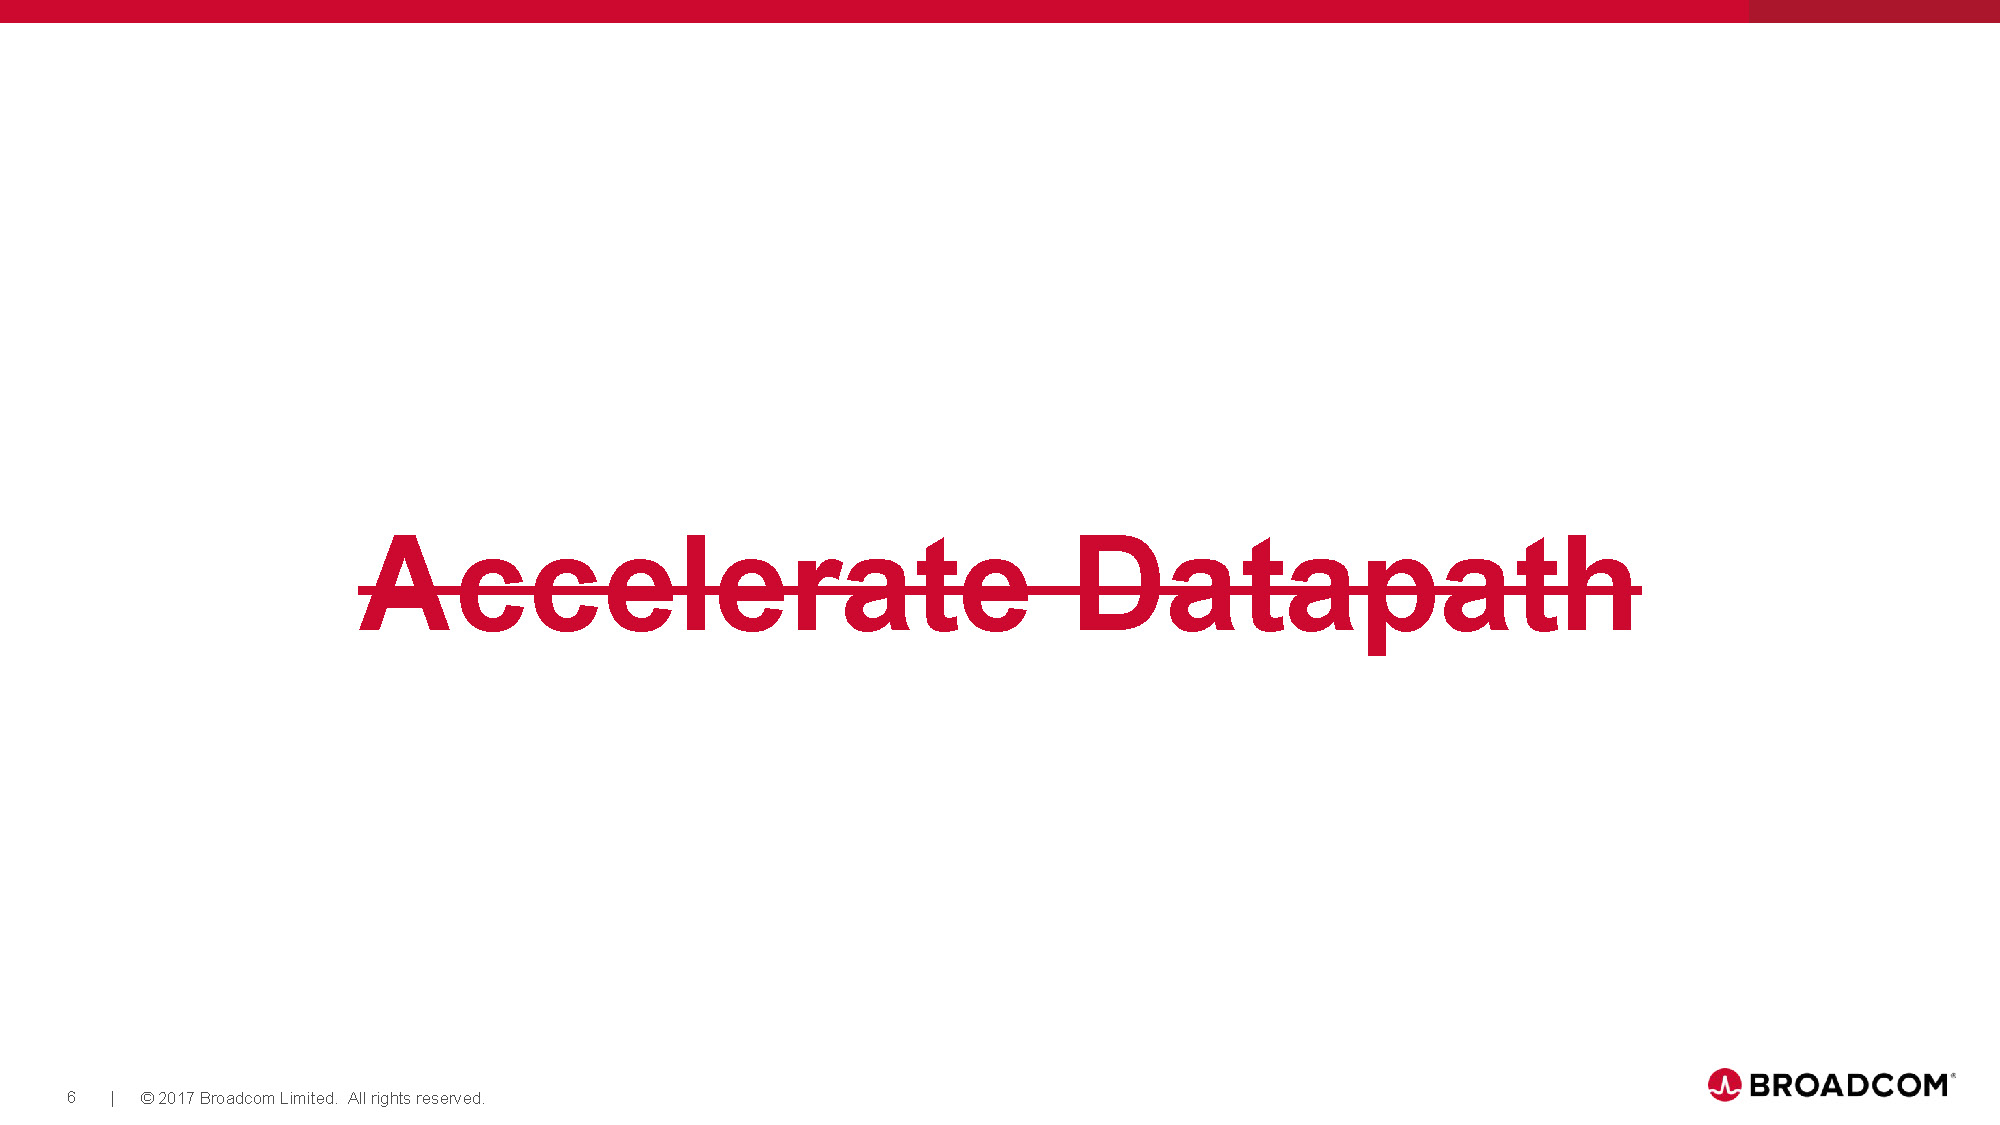 Accelerate Datapath
6 | © 2017 Broadcom Limited. All rights reserved.
BROADCOM®